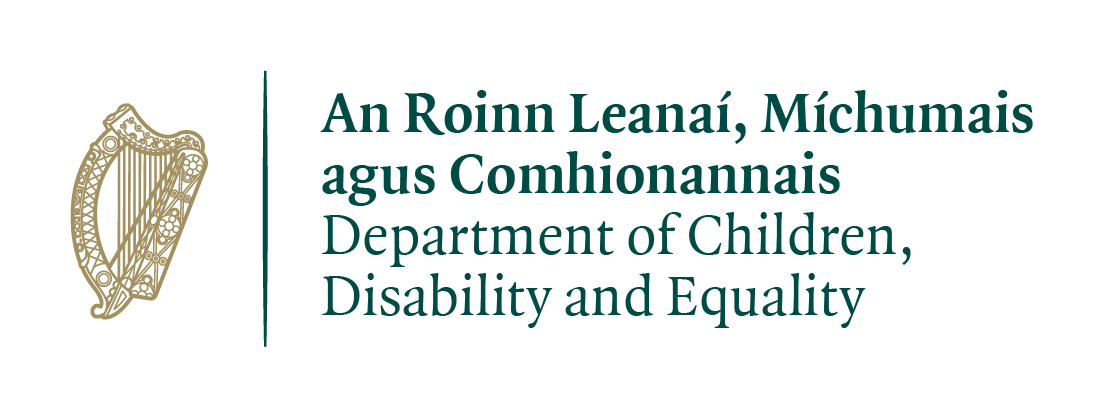 An Roinn Leanaí, Míchumais
agus Comhionannais
Department of Children,
Disability and Equality